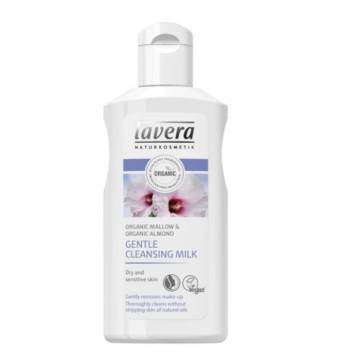 lavera
NATURKOSMETIK
ORGANIC
ORGANIC MALLOW &
ORGANIC ALMOND
GENTLE
CLEANSING MILK
Dry and
sensitive skin
vegan
Gently removes make-up
Thoroughly cleans without
stripping skin of natural oils